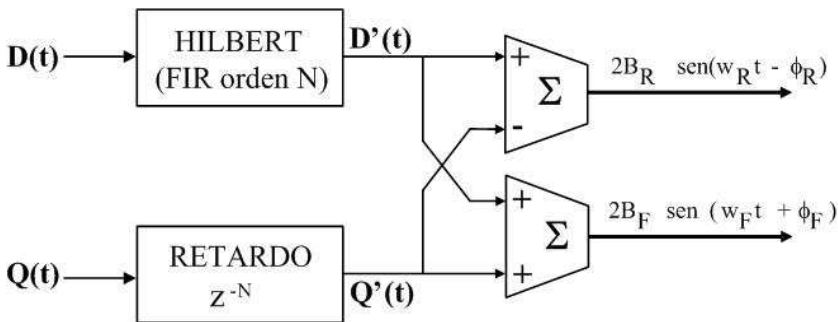 D(t)
HILBERT
(FIR orden N)
D’(t)
+
-
Σ
2B_R sen(w_R t - ϕ_R)
Q(t)
RETARDO
z^-N
Q’(t)
+
+
Σ
2B_F sen (w_F t + ϕ_F)